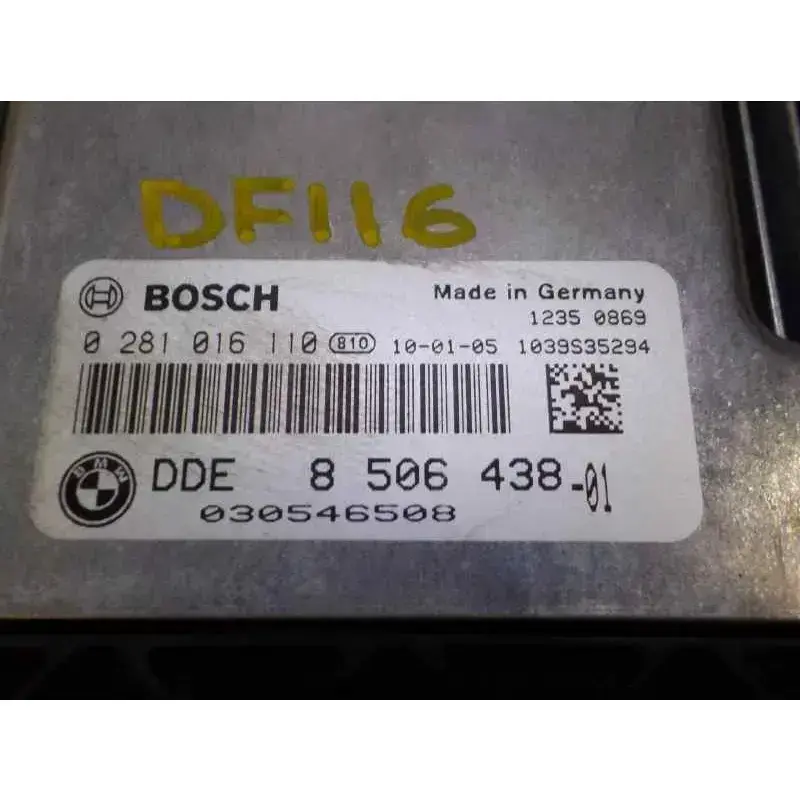 DF116
BOSCH
Made in Germany
1235 0869
0 281 016 110 810 10-01-05 1039S35294
BMW
DDE 8 506 438-01
030546508